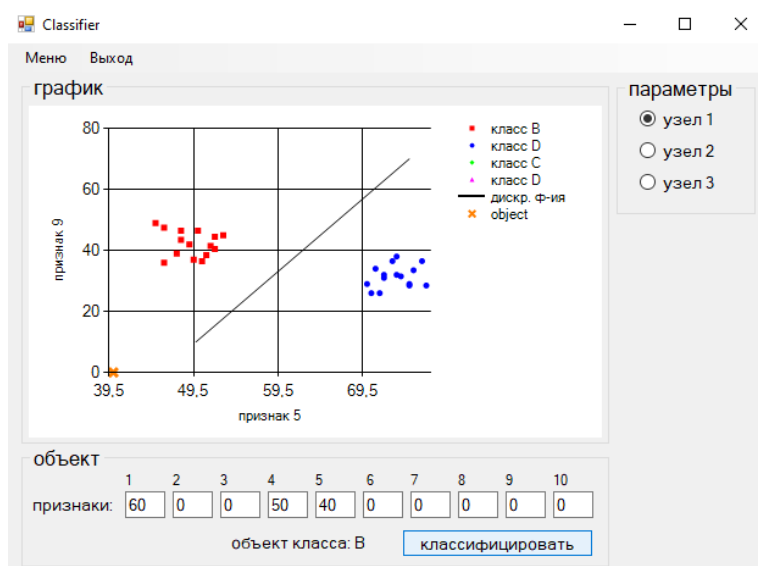 Classifier
Меню Выход
график
80
60
40
20
0
39,5 49,5 59,5 69,5
признак 9
признак 5
класс B
класс D
класс C
класс D
дискр. ф-ия
object
параметры
узел 1
узел 2
узел 3
объект
1 2 3 4 5 6 7 8 9 10
признаки: 60 0 0 50 40 0 0 0 0 0
объект класса: B классифицировать